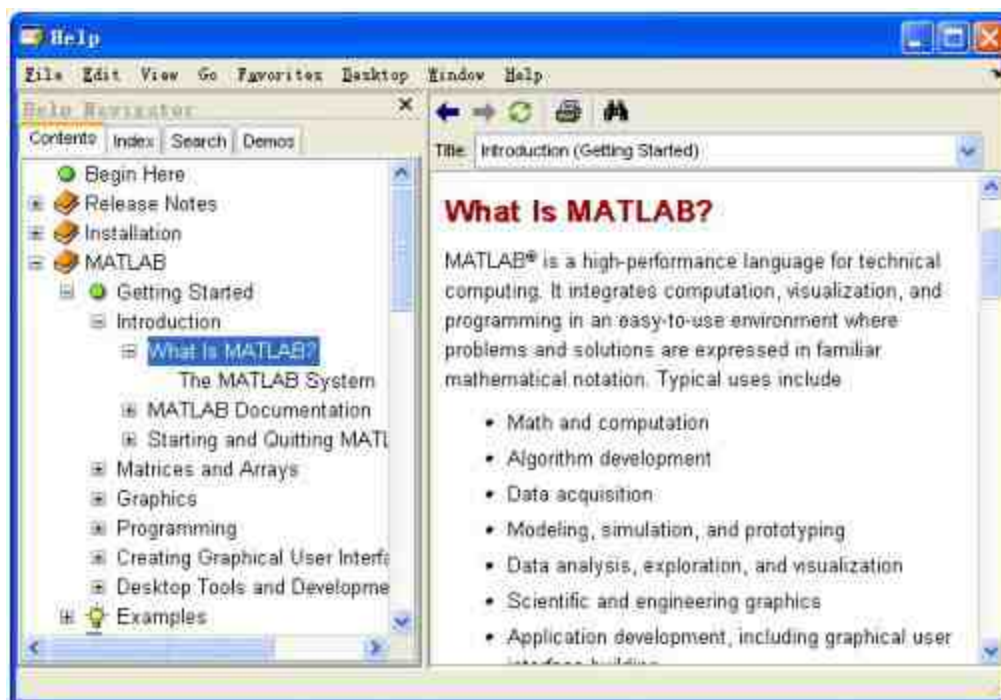 Help
File Edit View Go Favorites Desktop Window Help
Help Navigator
Contents Index Search Demos
Begin Here
Release Notes
Installation
MATLAB
Getting Started
Introduction
What Is MATLAB?
The MATLAB System
MATLAB Documentation
Starting and Quitting MATL
Matrices and Arrays
Graphics
Programming
Creating Graphical User Interfa
Desktop Tools and Developme
Examples
Title: Introduction (Getting Started)
What Is MATLAB?
MATLAB® is a high-performance language for technical
computing. It integrates computation, visualization, and
programming in an easy-to-use environment where
problems and solutions are expressed in familiar
mathematical notation. Typical uses include
• Math and computation
• Algorithm development
• Data acquisition
• Modeling, simulation, and prototyping
• Data analysis, exploration, and visualization
• Scientific and engineering graphics
• Application development, including graphical user
interface building